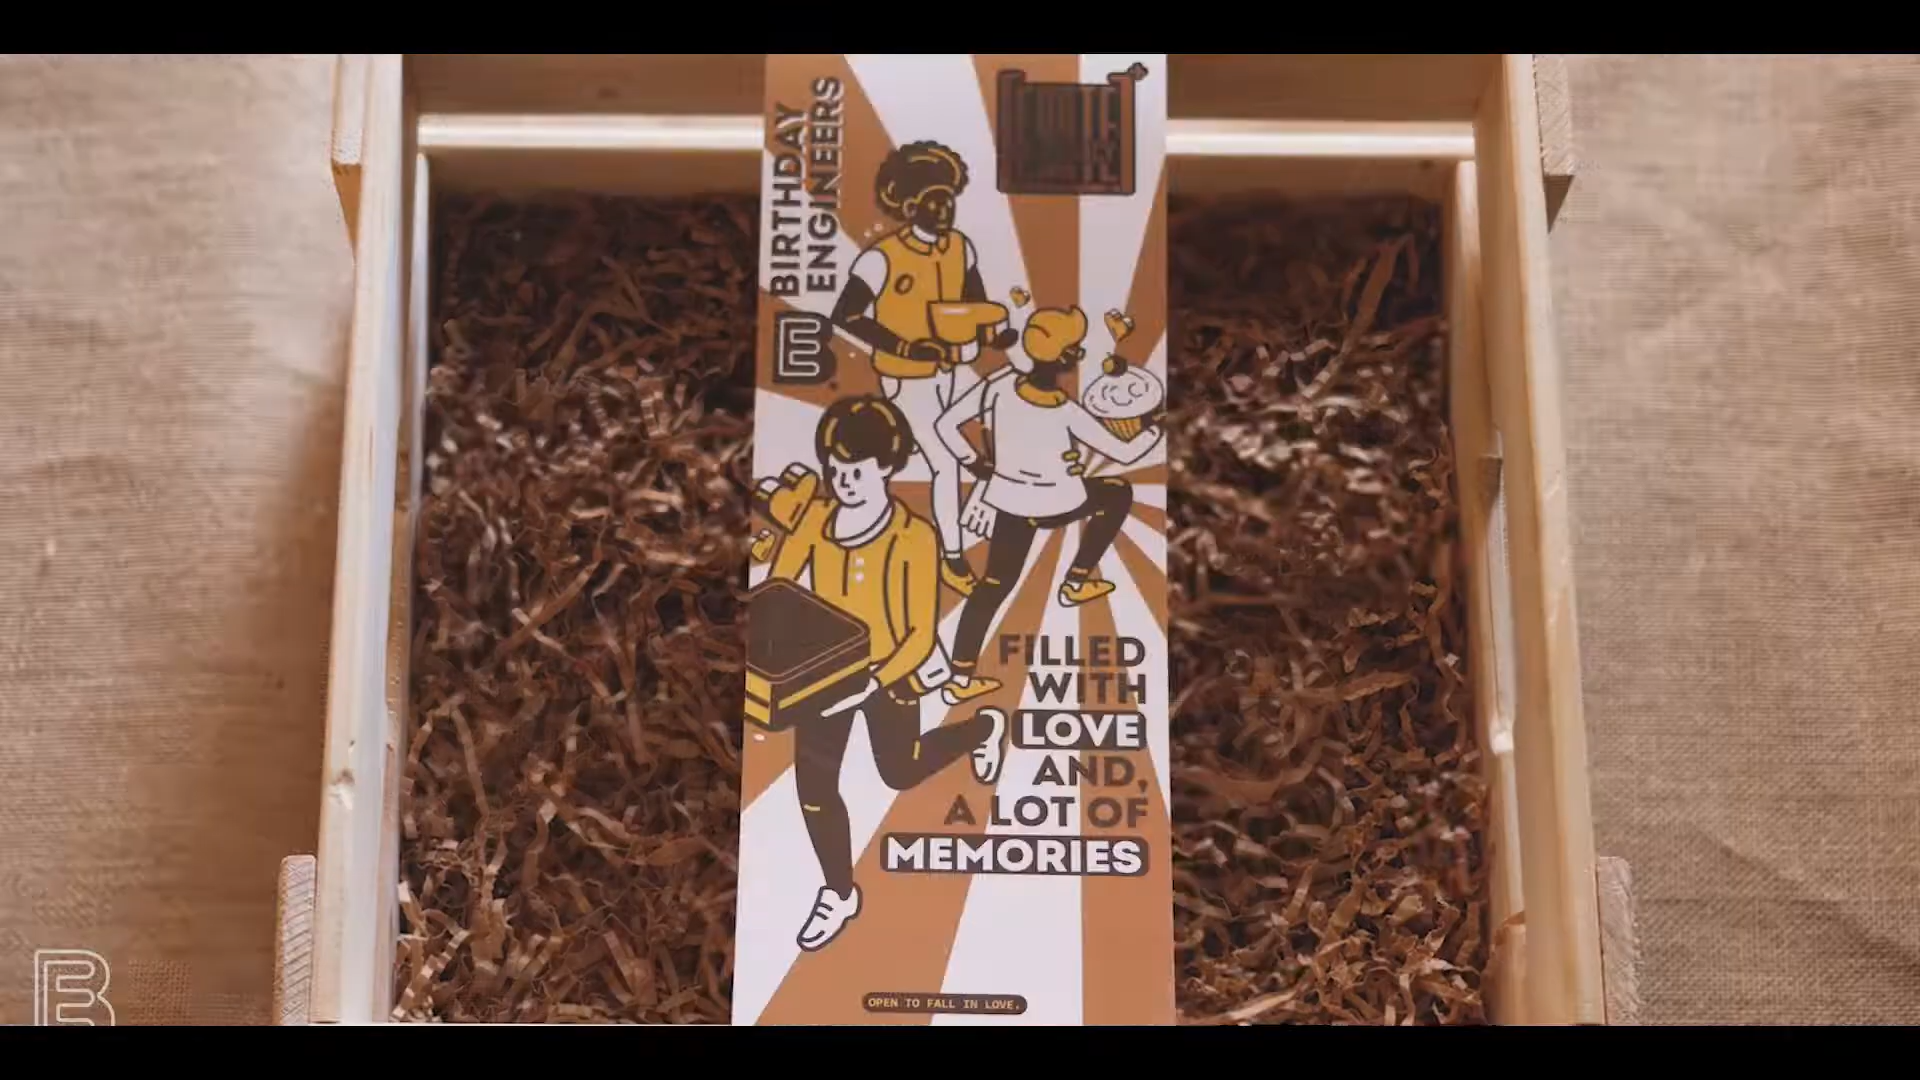 BIRTHDAY
ENGINEERS
B
FILLED
WITH
LOVE
AND,
A LOT OF
MEMORIES
OPEN TO FALL IN LOVE.
B